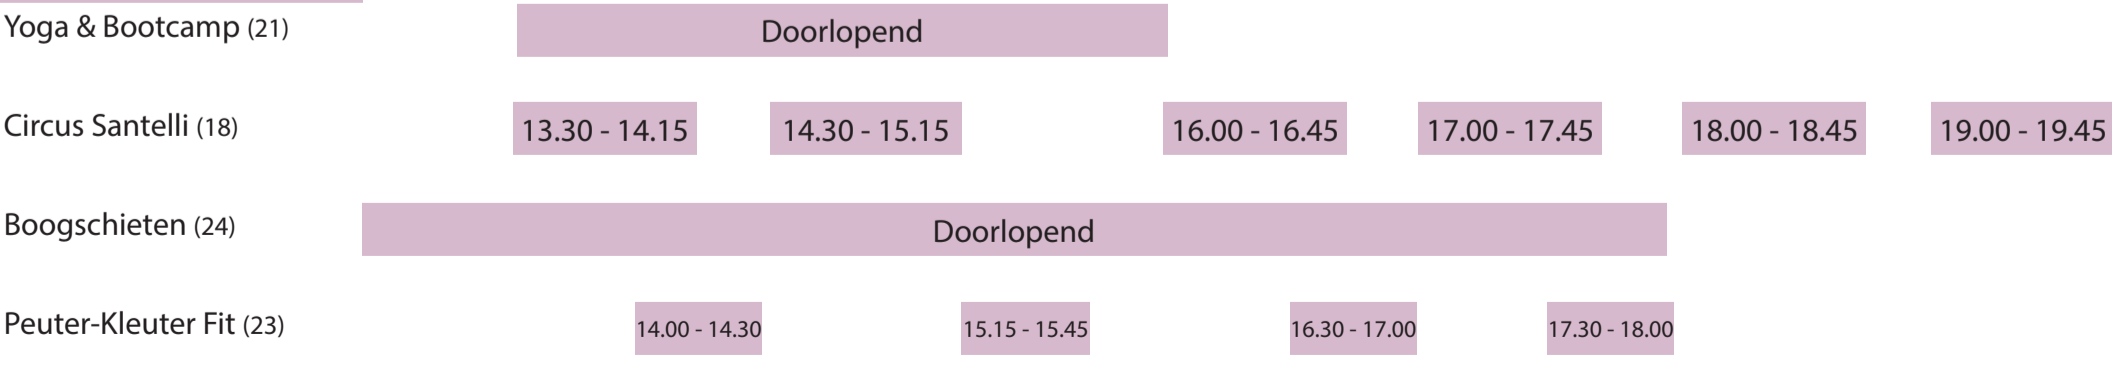 Yoga & Bootcamp (21) Doorlopend
Circus Santelli (18) 13.30 - 14.15 14.30 - 15.15 16.00 - 16.45 17.00 - 17.45 18.00 - 18.45 19.00 - 19.45
Boogschieten (24) Doorlopend
Peuter-Kleuter Fit (23) 14.00 - 14.30 15.15 - 15.45 16.30 - 17.00 17.30 - 18.00